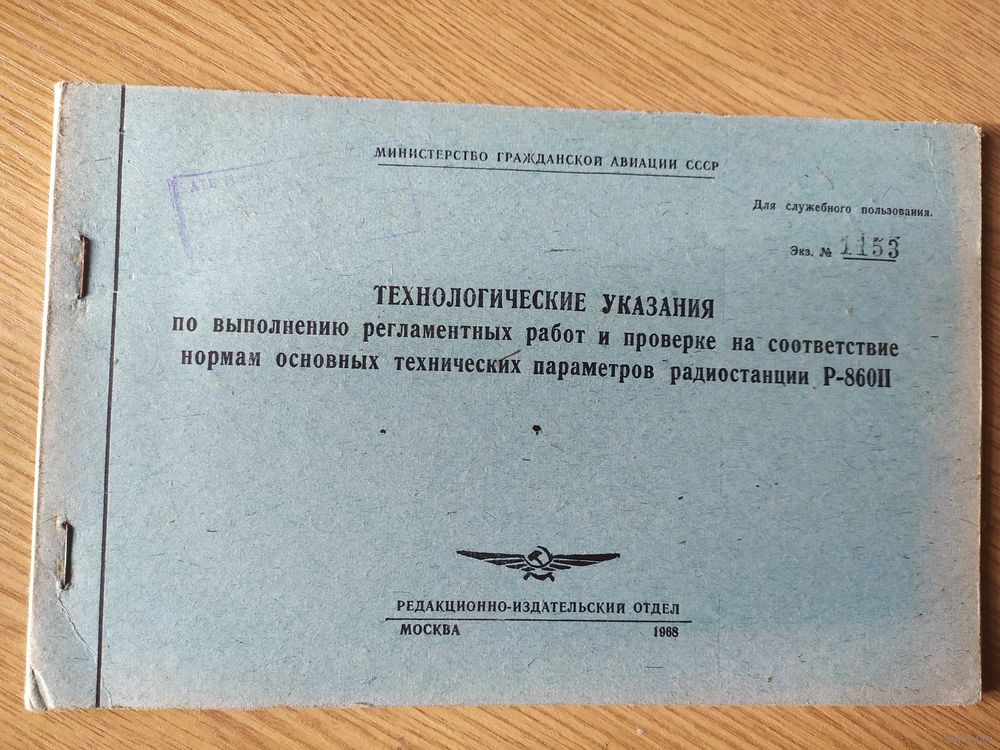 МИНИСТЕРСТВО ГРАЖДАНСКОЙ АВИАЦИИ СССР
Для служебного пользования.
Экз. № 1153
ТЕХНОЛОГИЧЕСКИЕ УКАЗАНИЯ
по выполнению регламентных работ и проверке на соответствие
нормам основных технических параметров радиостанции Р-860II
РЕДАКЦИОННО-ИЗДАТЕЛЬСКИЙ ОТДЕЛ
МОСКВА 1968